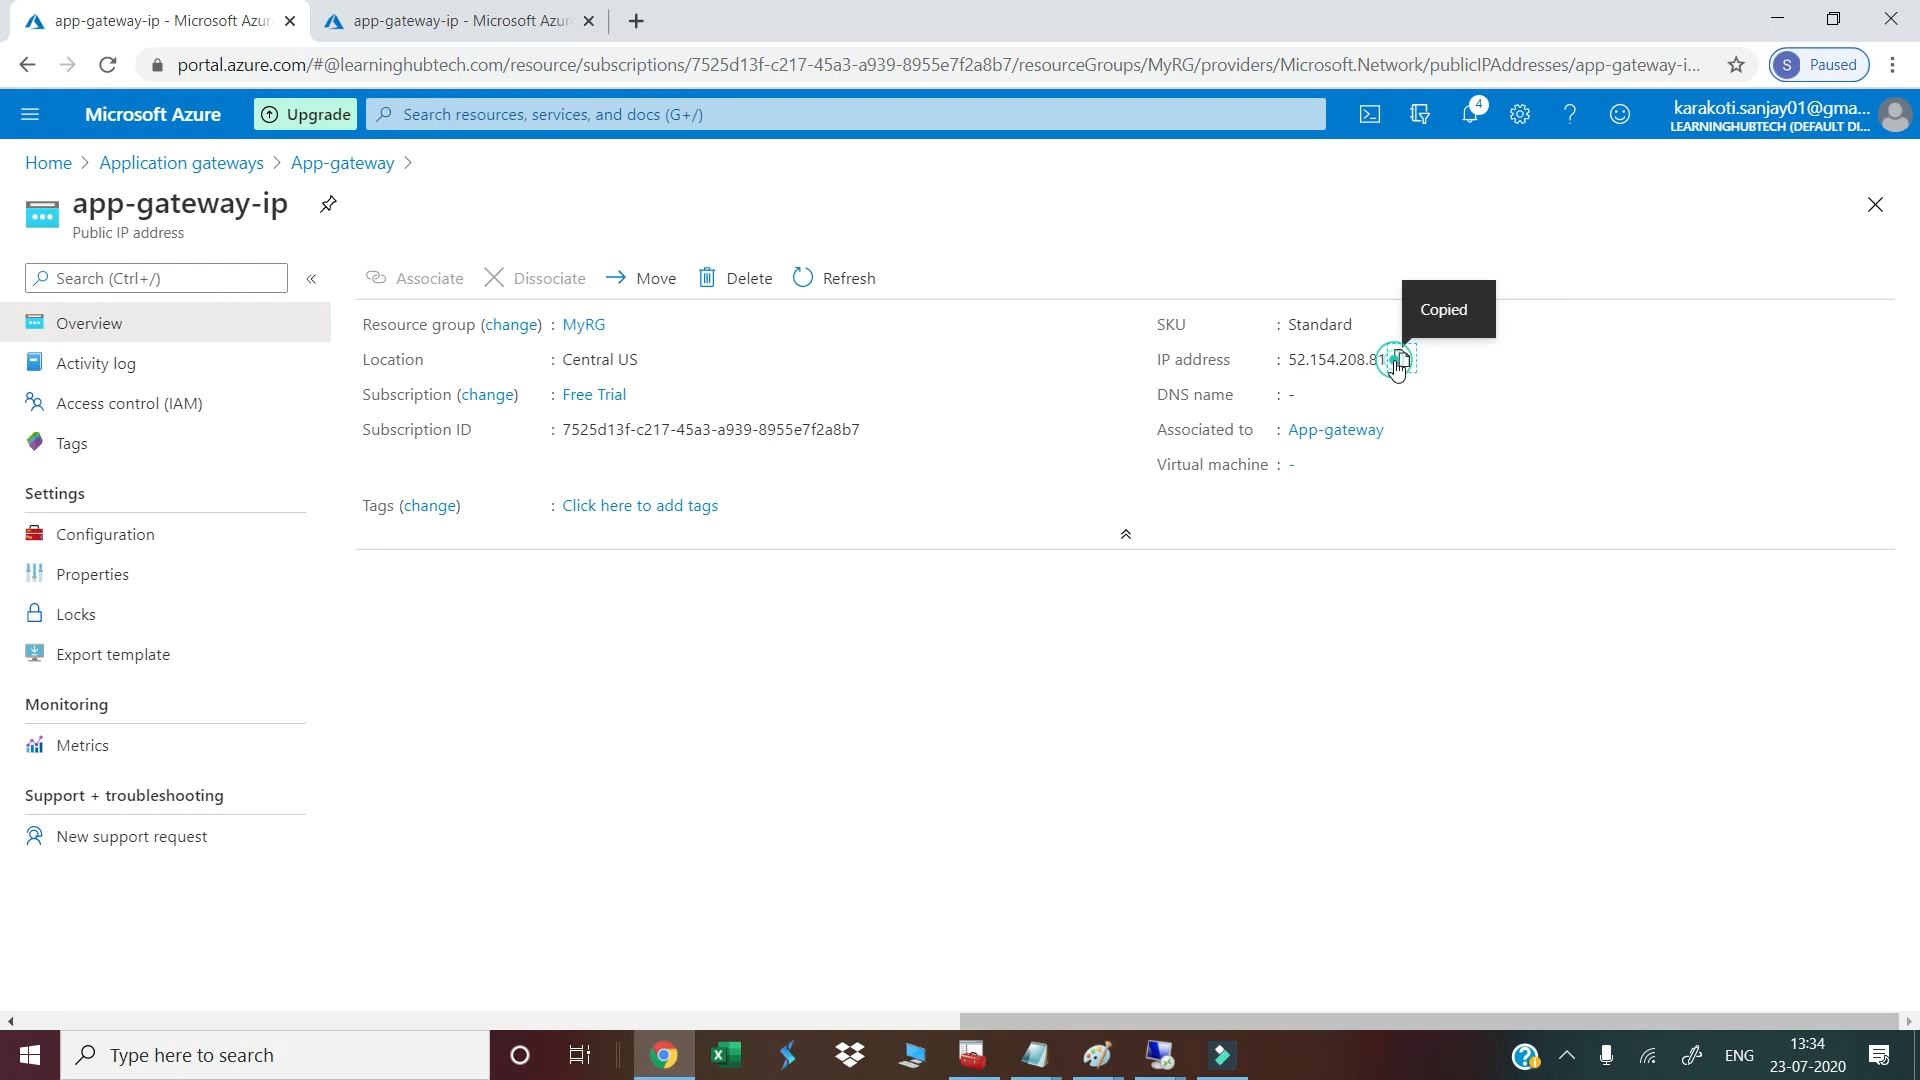 app-gateway-ip - Microsoft Azur
app-gateway-ip - Microsoft Azur
portal.azure.com/#@learninghubtech.com/resource/subscriptions/7525d13f-c217-45a3-a939-8955e7f2a8b7/resourceGroups/MyRG/providers/Microsoft.Network/publicIPAddresses/app-gateway-i...
S Paused
Microsoft Azure
Upgrade
Search resources, services, and docs (G+/)
4
karakoti.sanjay01@gma...
LEARNINGHUBTECH (DEFAULT DI...
Home > Application gateways > App-gateway >
app-gateway-ip
Public IP address
Search (Ctrl+/)
«
Associate
Dissociate
Move
Delete
Refresh
Copied
Overview
Activity log
Access control (IAM)
Tags
Settings
Configuration
Properties
Locks
Export template
Monitoring
Metrics
Support + troubleshooting
New support request
Resource group (change) : MyRG
Location : Central US
Subscription (change) : Free Trial
Subscription ID : 7525d13f-c217-45a3-a939-8955e7f2a8b7
Tags (change) : Click here to add tags
SKU : Standard
IP address : 52.154.208.81
DNS name : -
Associated to : App-gateway
Virtual machine : -
Type here to search
ENG
13:34
23-07-2020